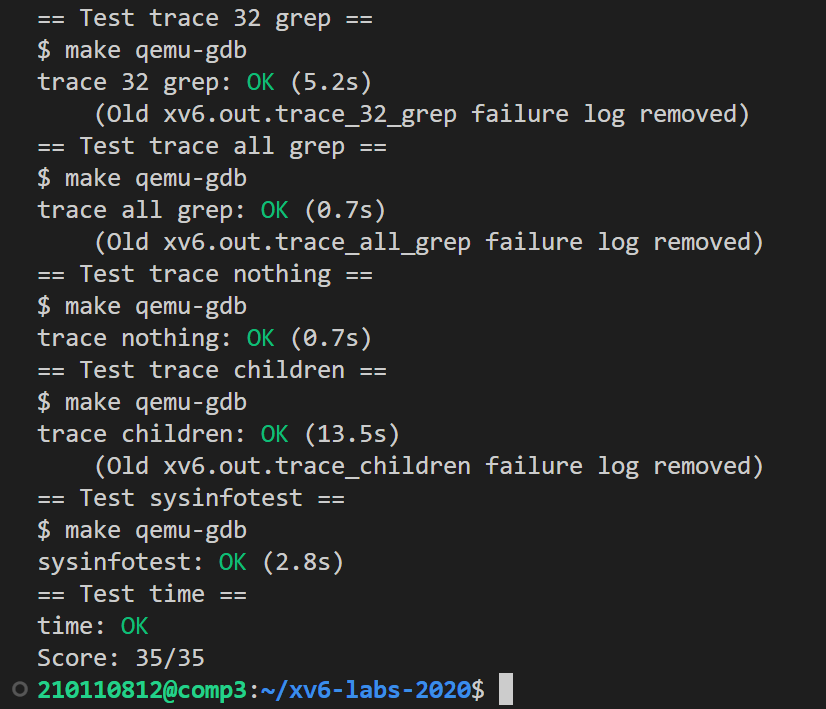 == Test trace 32 grep ==
$ make qemu-gdb
trace 32 grep: OK (5.2s)
    (Old xv6.out.trace_32_grep failure log removed)
== Test trace all grep ==
$ make qemu-gdb
trace all grep: OK (0.7s)
    (Old xv6.out.trace_all_grep failure log removed)
== Test trace nothing ==
$ make qemu-gdb
trace nothing: OK (0.7s)
== Test trace children ==
$ make qemu-gdb
trace children: OK (13.5s)
    (Old xv6.out.trace_children failure log removed)
== Test sysinfotest ==
$ make qemu-gdb
sysinfotest: OK (2.8s)
== Test time ==
time: OK
Score: 35/35
210110812@comp3:~/xv6-labs-2020$